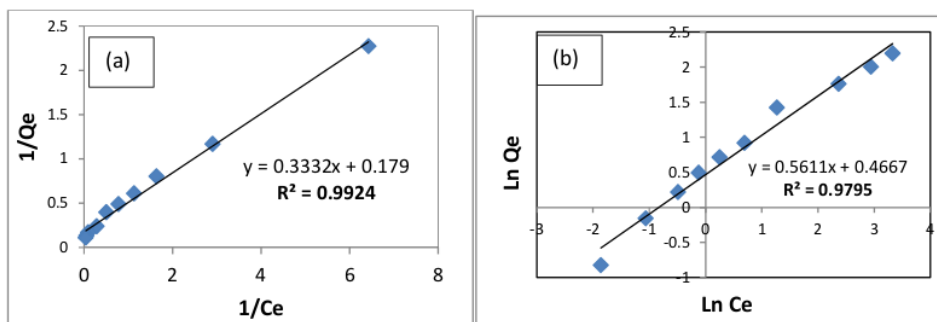 (a)
2.5
2
1.5
1
0.5
0
0 2 4 6 8
1/Qe
1/Ce
y = 0.3332x + 0.179
R² = 0.9924
(b)
2.5
2
1.5
1
0.5
0
-0.5
-1
-3 -2 -1 0 1 2 3 4
Ln Qe
Ln Ce
y = 0.5611x + 0.4667
R² = 0.9795